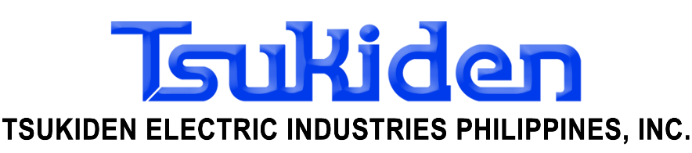 Tsukiden
TSUKIDEN ELECTRIC INDUSTRIES PHILIPPINES, INC.